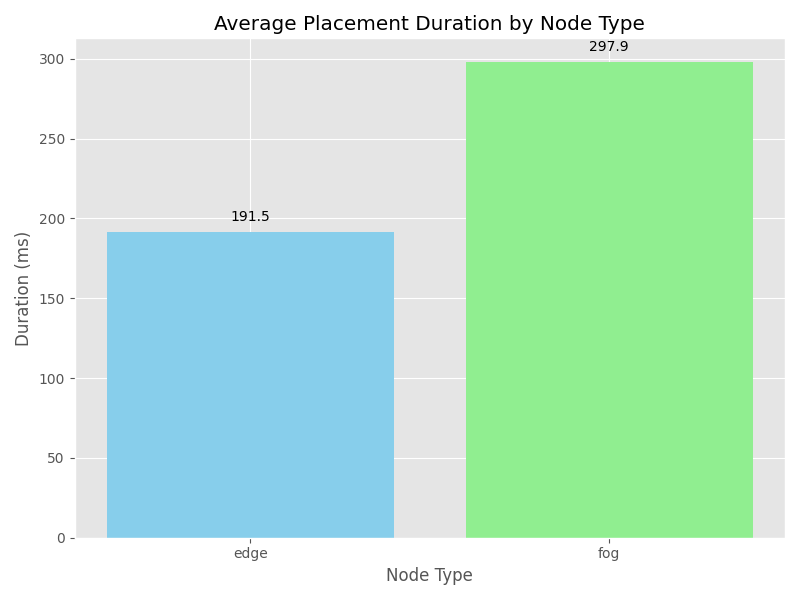 Average Placement Duration by Node Type
297.9
300
250
200
191.5
150
100
50
0
Duration (ms)
edge
fog
Node Type